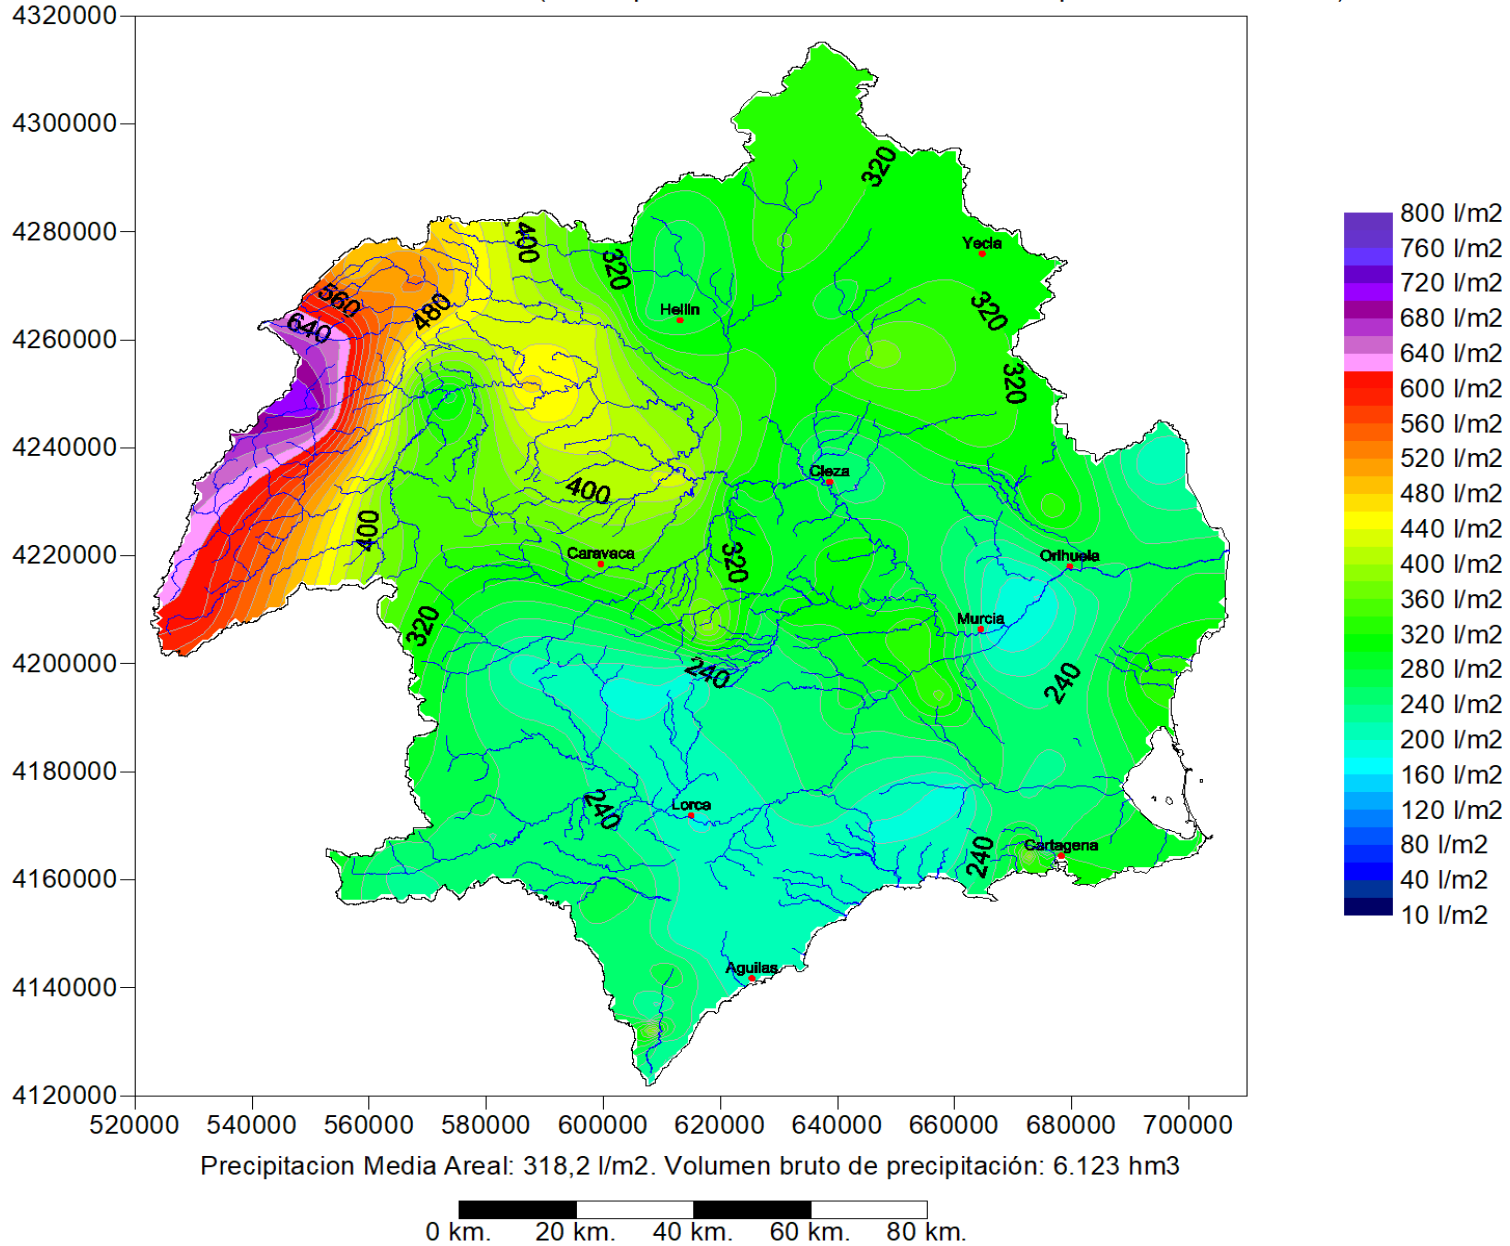 4320000
4300000
4280000
4260000
4240000
4220000
4200000
4180000
4160000
4140000
4120000
520000 540000 560000 580000 600000 620000 640000 660000 680000 700000
320
Yecla
400
320
560
480
640
Hellin
320
320
Cieza
400
400
Caravaca
320
Orihuela
320
Murcia
240
240
240
Lorca
240
Cartagena
Aguilas
800 l/m2
760 l/m2
720 l/m2
680 l/m2
640 l/m2
600 l/m2
560 l/m2
520 l/m2
480 l/m2
440 l/m2
400 l/m2
360 l/m2
320 l/m2
280 l/m2
240 l/m2
200 l/m2
160 l/m2
120 l/m2
80 l/m2
40 l/m2
10 l/m2
Precipitacion Media Areal: 318,2 l/m2. Volumen bruto de precipitación: 6.123 hm3
0 km. 20 km. 40 km. 60 km. 80 km.